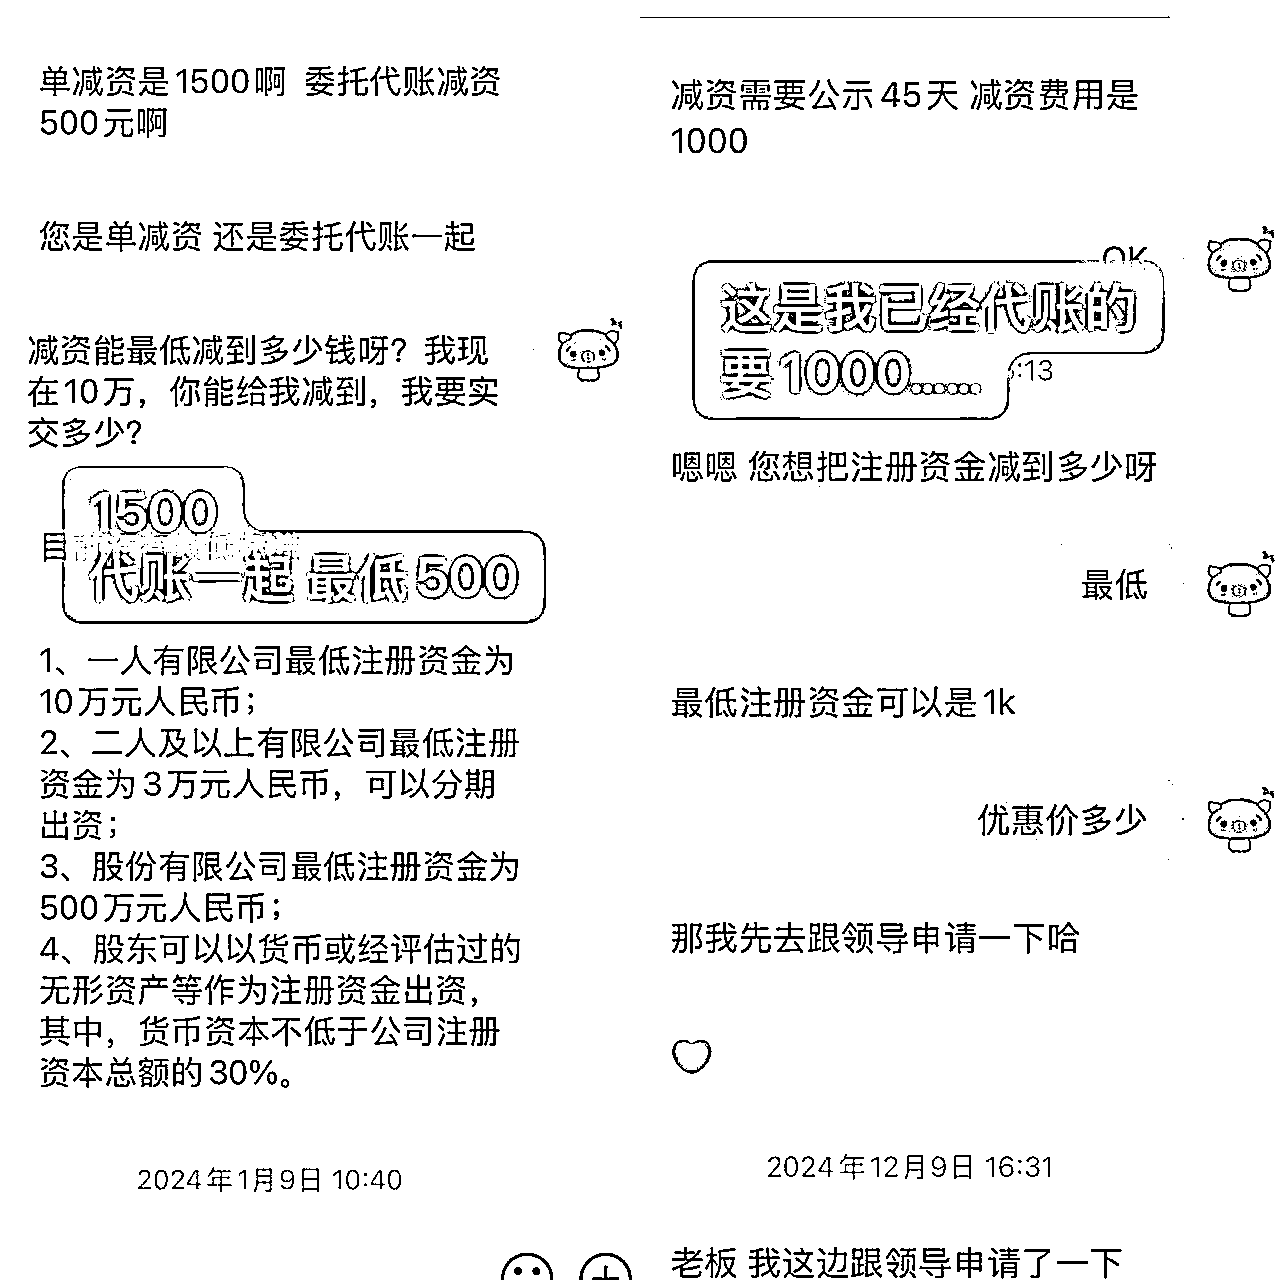 单减资是1500啊 委托代账减资
500元啊
您是单减资 还是委托代账一起
减资能最低减到多少钱呀？我现
在10万，你能给我减到，我要实
交多少？
1500
代账一起 最低500
1、一人有限公司最低注册资金为
10万元人民币；
2、二人及以上有限公司最低注册
资金为3万元人民币，可以分期
出资；
3、股份有限公司最低注册资金为
500万元人民币；
4、股东可以以货币或经评估过的
无形资产等作为注册资金出资，
其中，货币资本不低于公司注册
资本总额的30%。
2024年1月9日 10:40
减资需要公示45天 减资费用是
1000
OK
这是我已经代账的
要1000……
:13
嗯嗯 您想把注册资金减到多少呀
最低
最低注册资金可以是1k
优惠价多少
那我先去跟领导申请一下哈
2024年12月9日 16:31
老板 我这边跟领导申请了一下